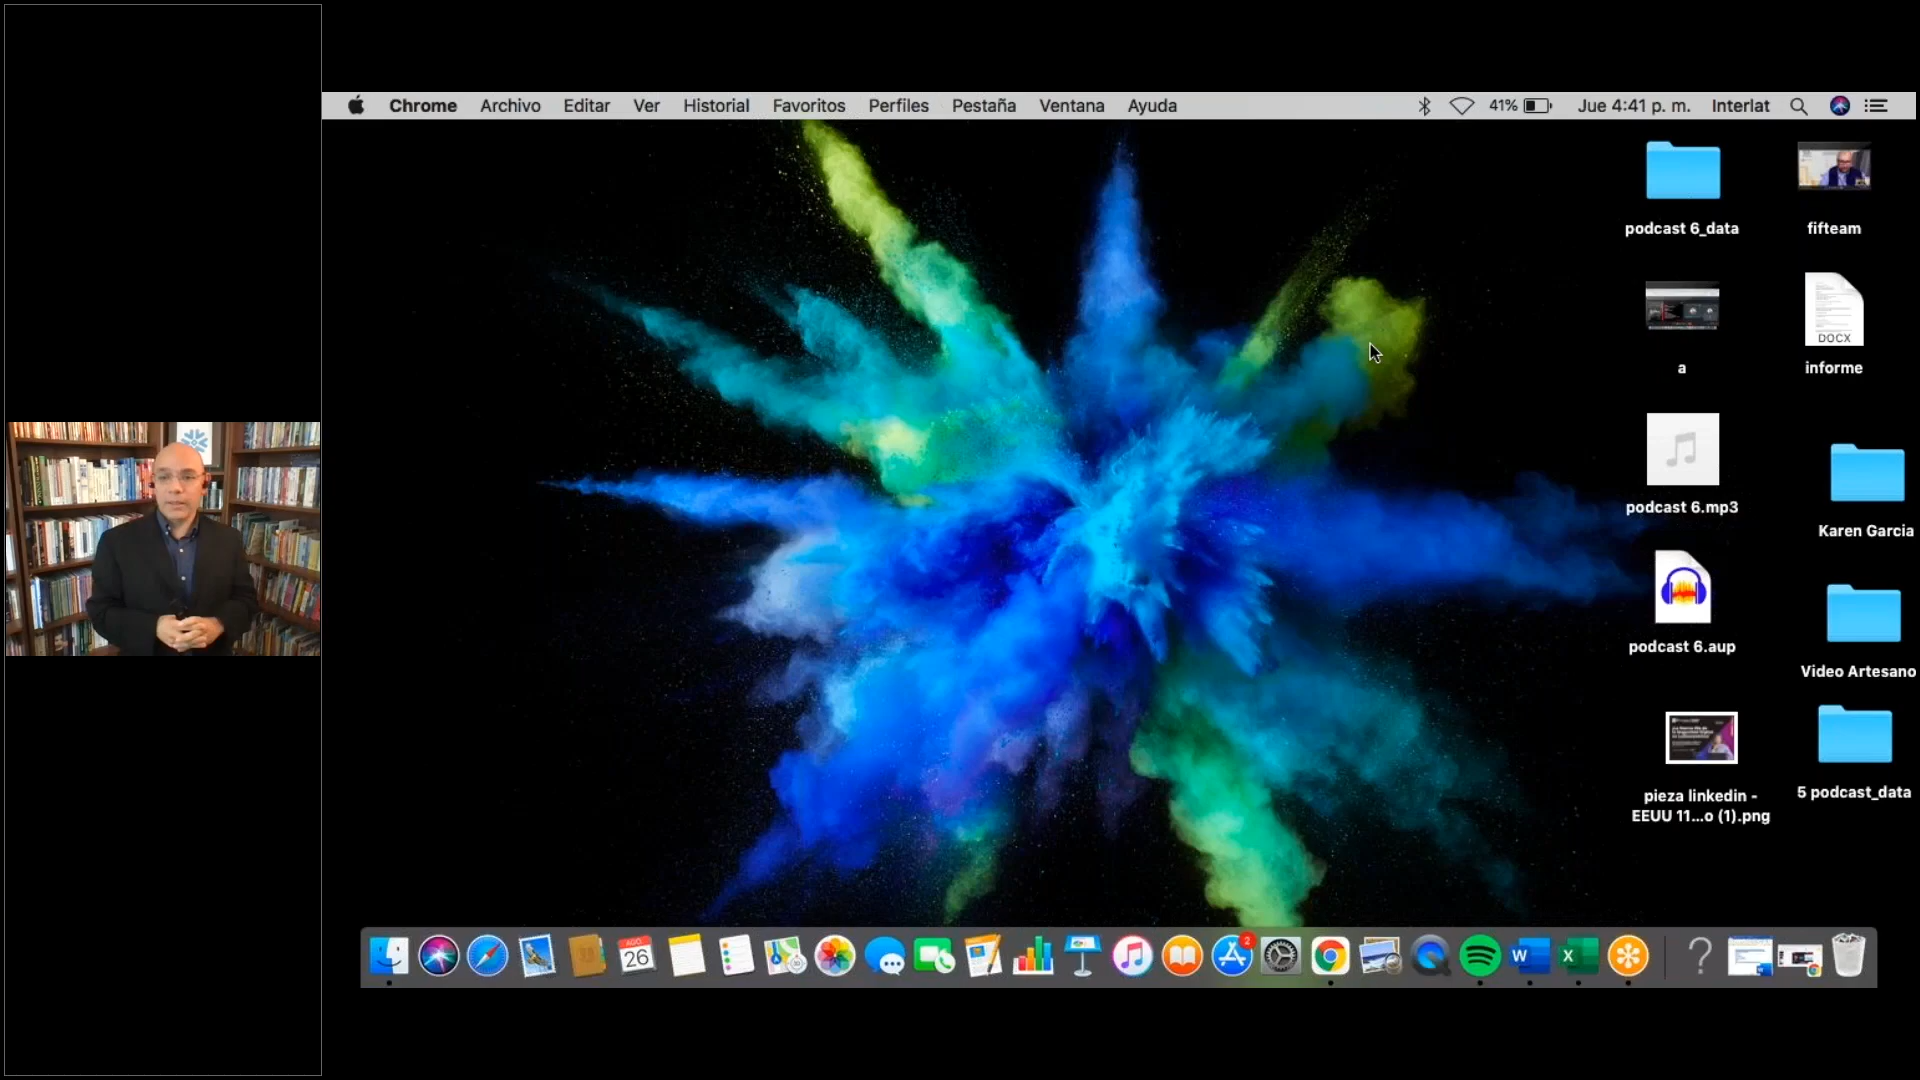 Chrome Archivo Editar Ver Historial Favoritos Perfiles Pestaña Ventana Ayuda 41% Jue 4:41 p. m. Interlat
podcast 6_data
fifteam
a
DOCX
informe
podcast 6.mp3
Karen Garcia
podcast 6.aup
Video Artesano
pieza linkedin -
EEUU 11...o (1).png
5 podcast_data
AGO
26
2
W
X
?